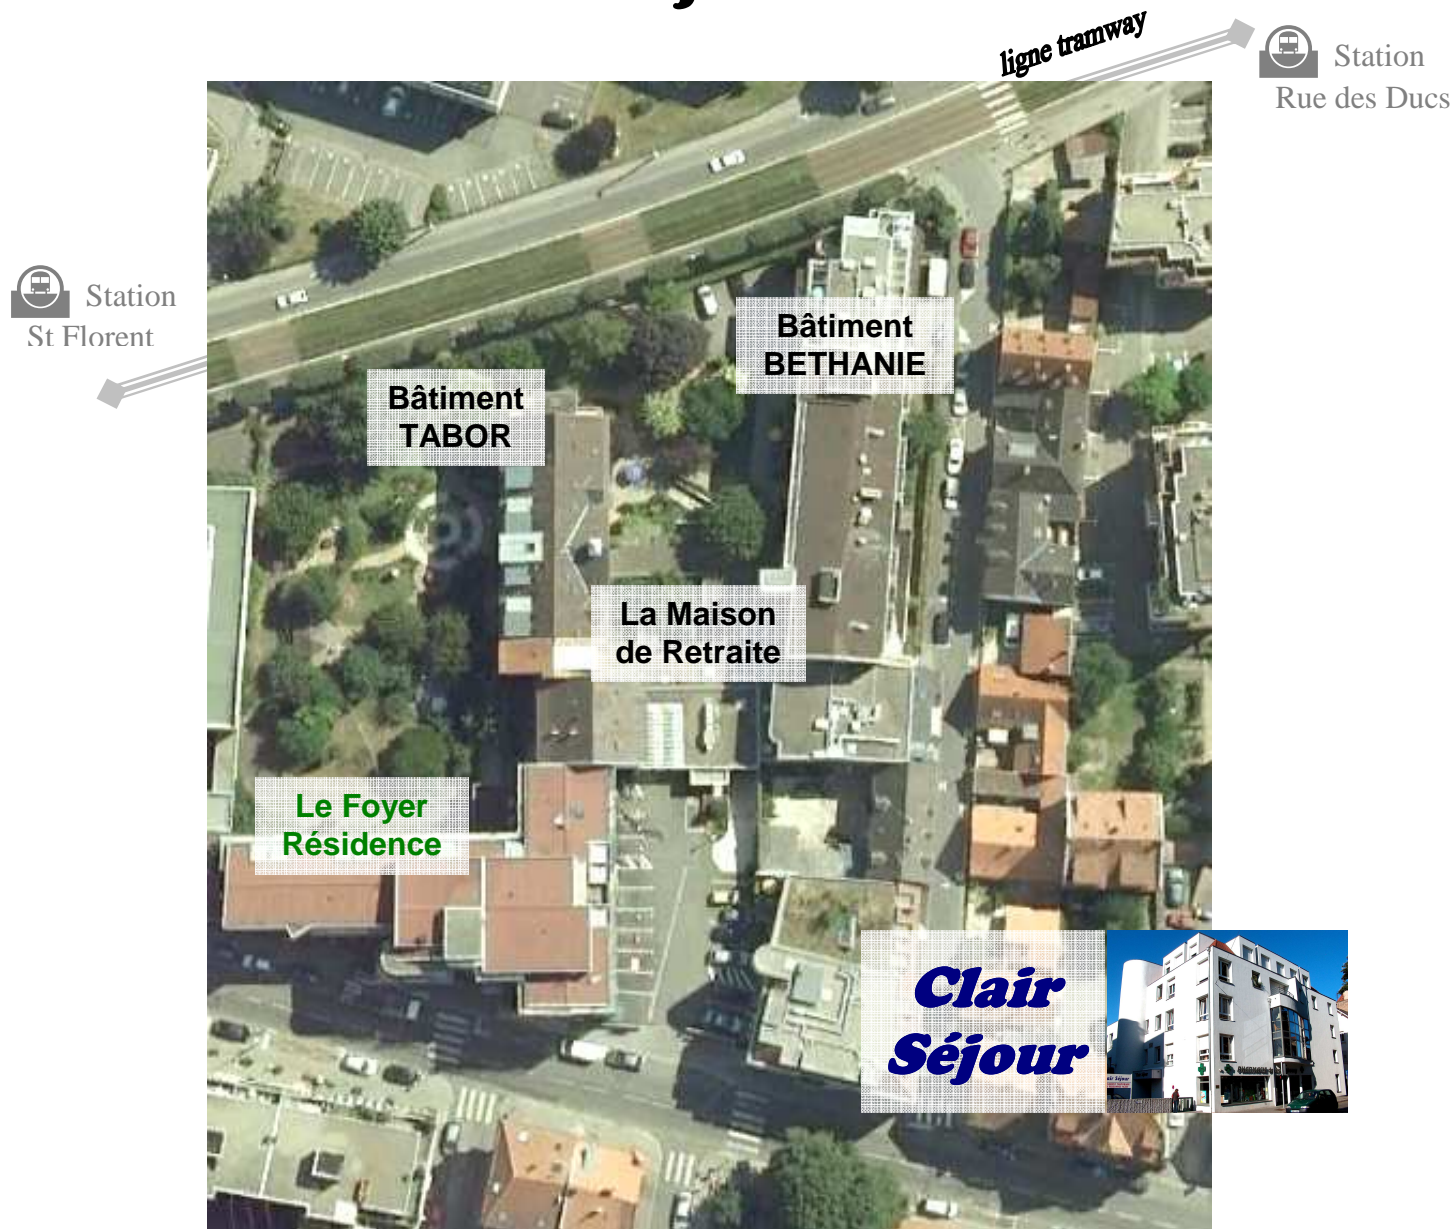 ligne tramway
Station
Rue des Ducs
Station
St Florent
Bâtiment
BETHANIE
Bâtiment
TABOR
La Maison
de Retraite
Le Foyer
Résidence
Clair
Séjour